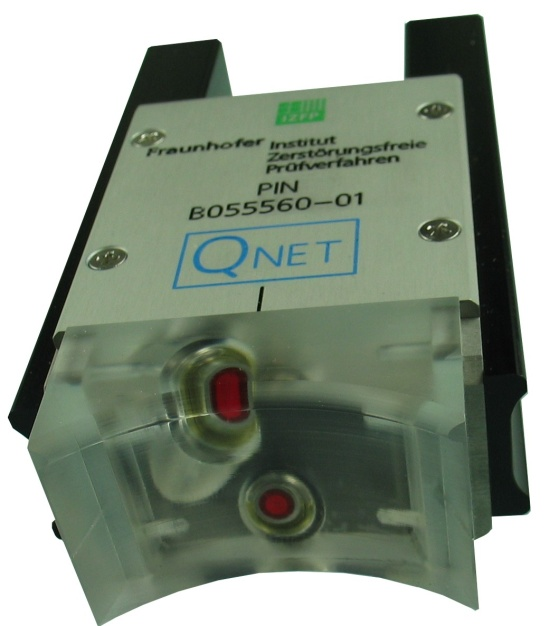 IZFP
Fraunhofer Institut
Zerstörungsfreie
Prüfverfahren
PIN
B055560-01
QNET